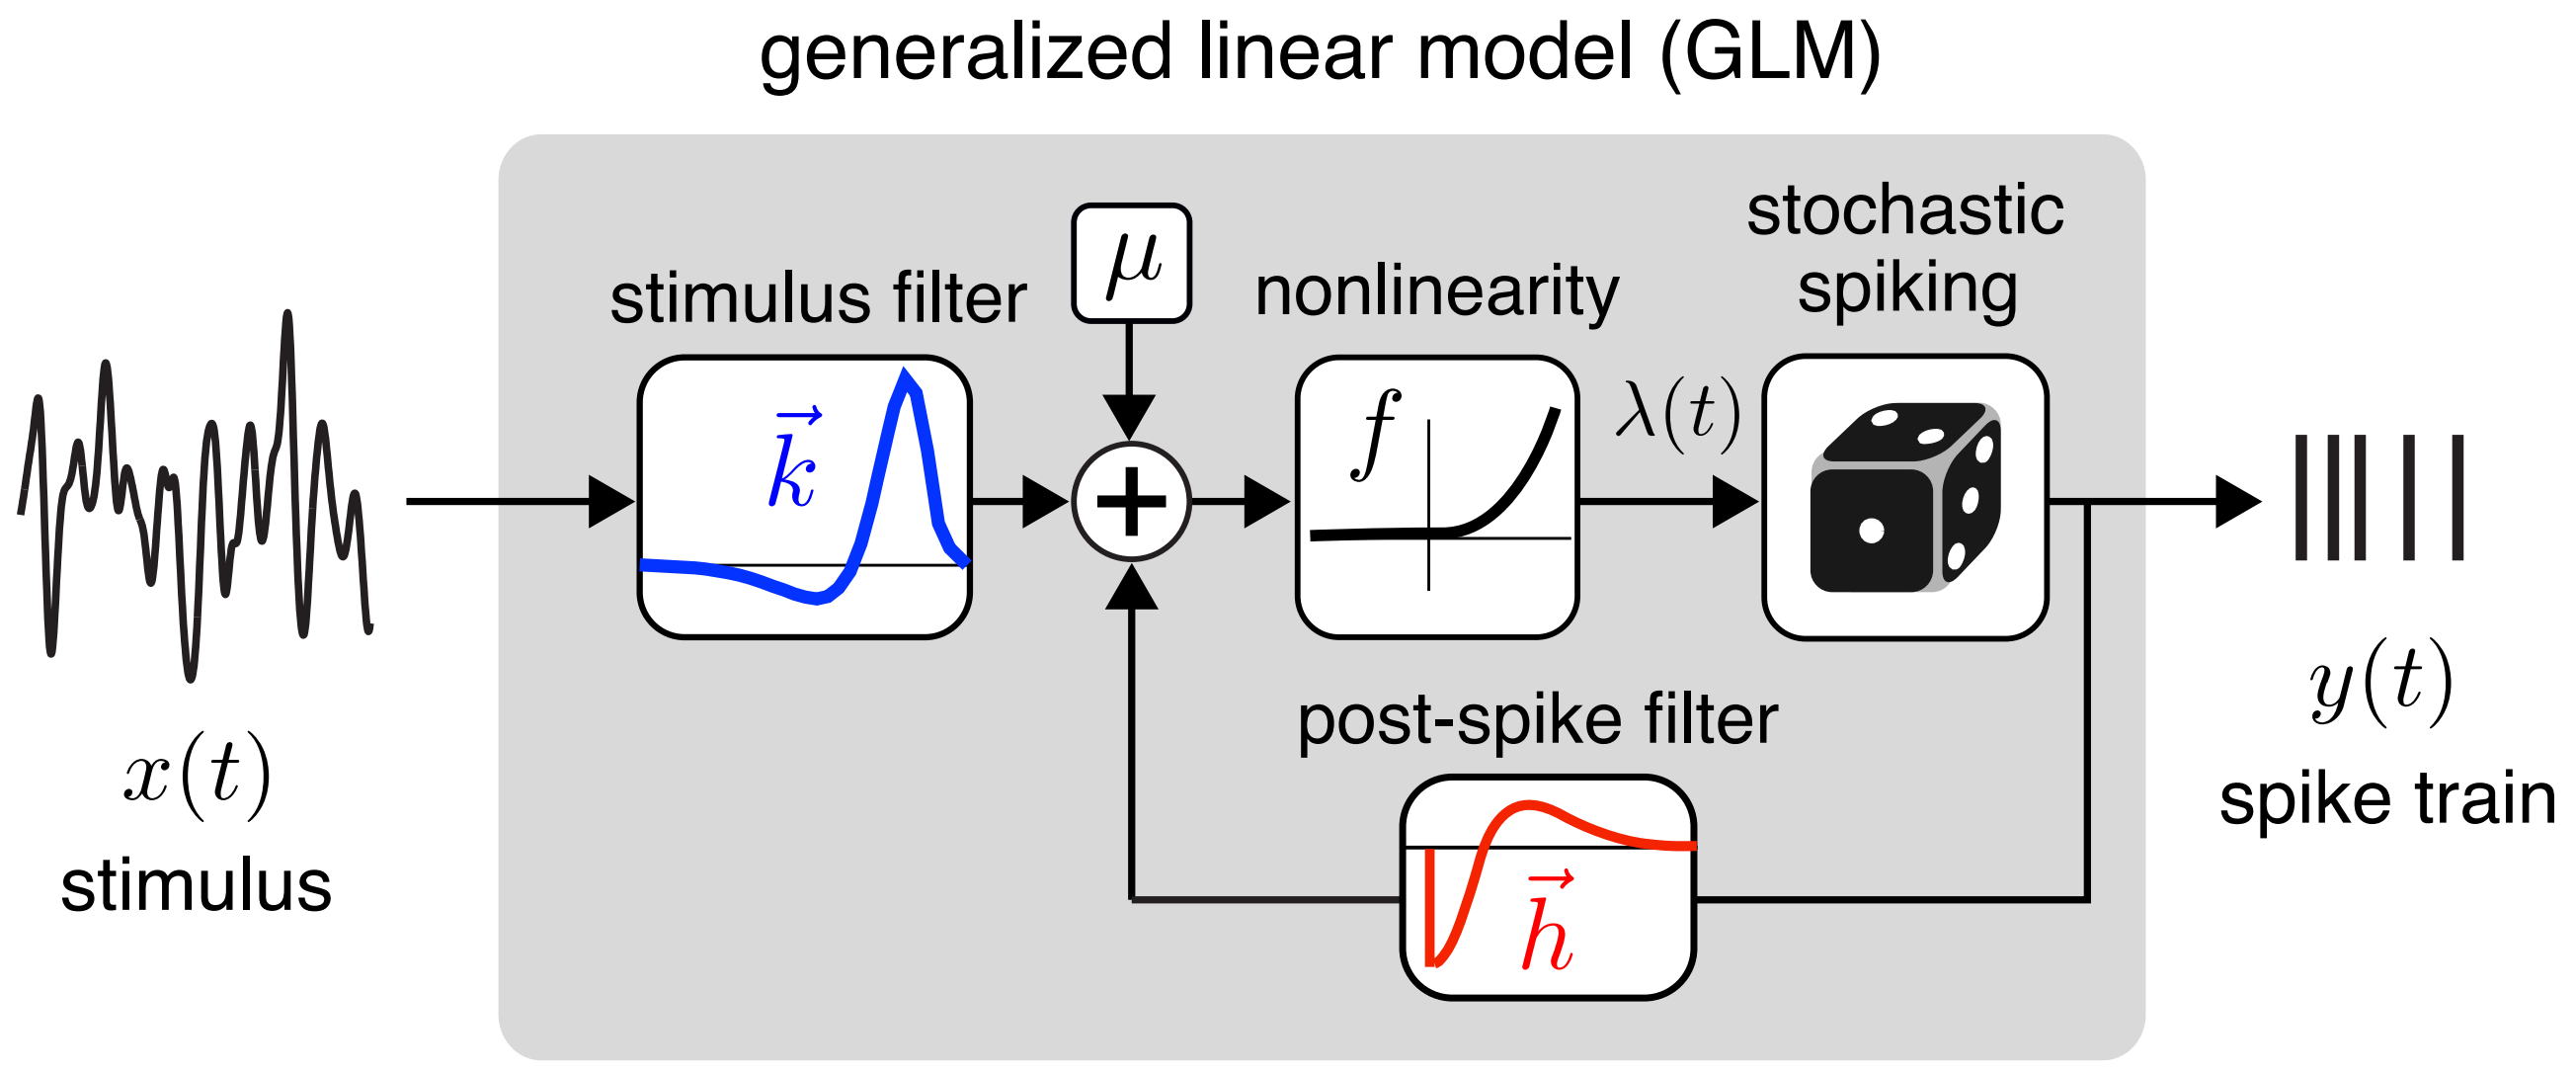 generalized linear model (GLM)
stochastic
spiking
μ
stimulus filter
nonlinearity
k⃗
f
λ(t)
+
x(t)
stimulus
post-spike filter
h⃗
y(t)
spike train